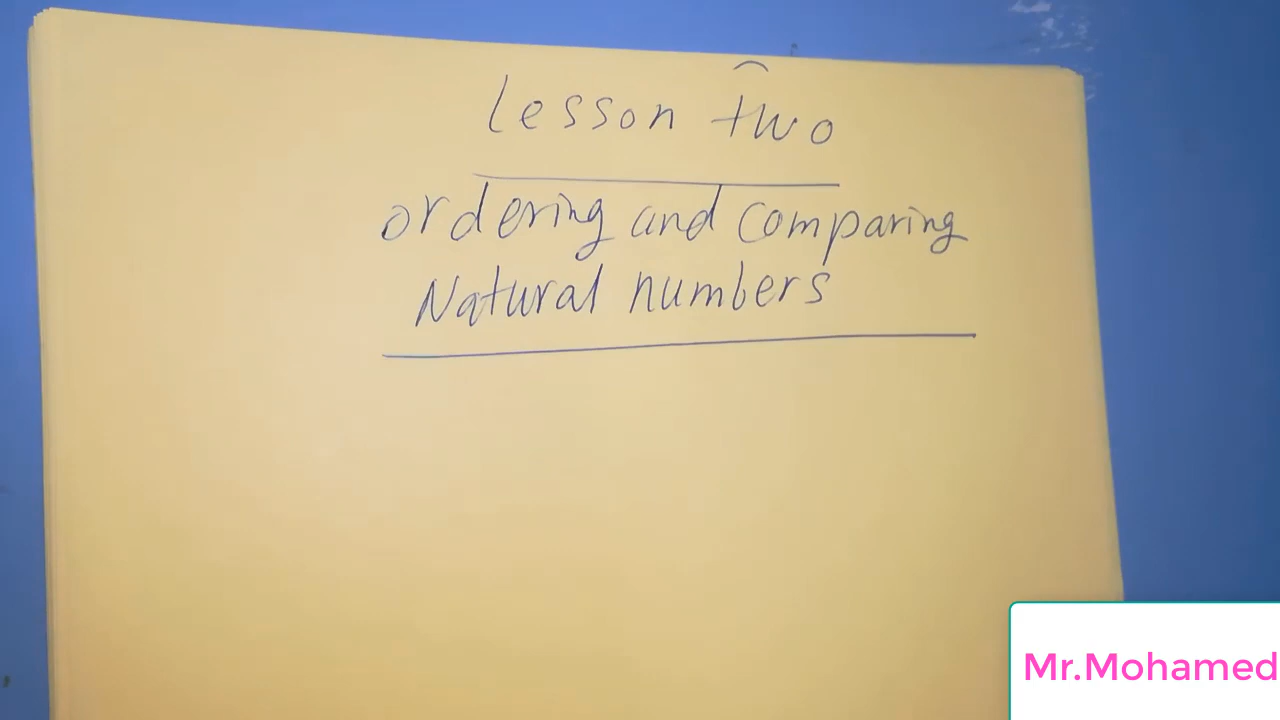 lesson two
ordering and comparing
Natural numbers
Mr.Mohamed